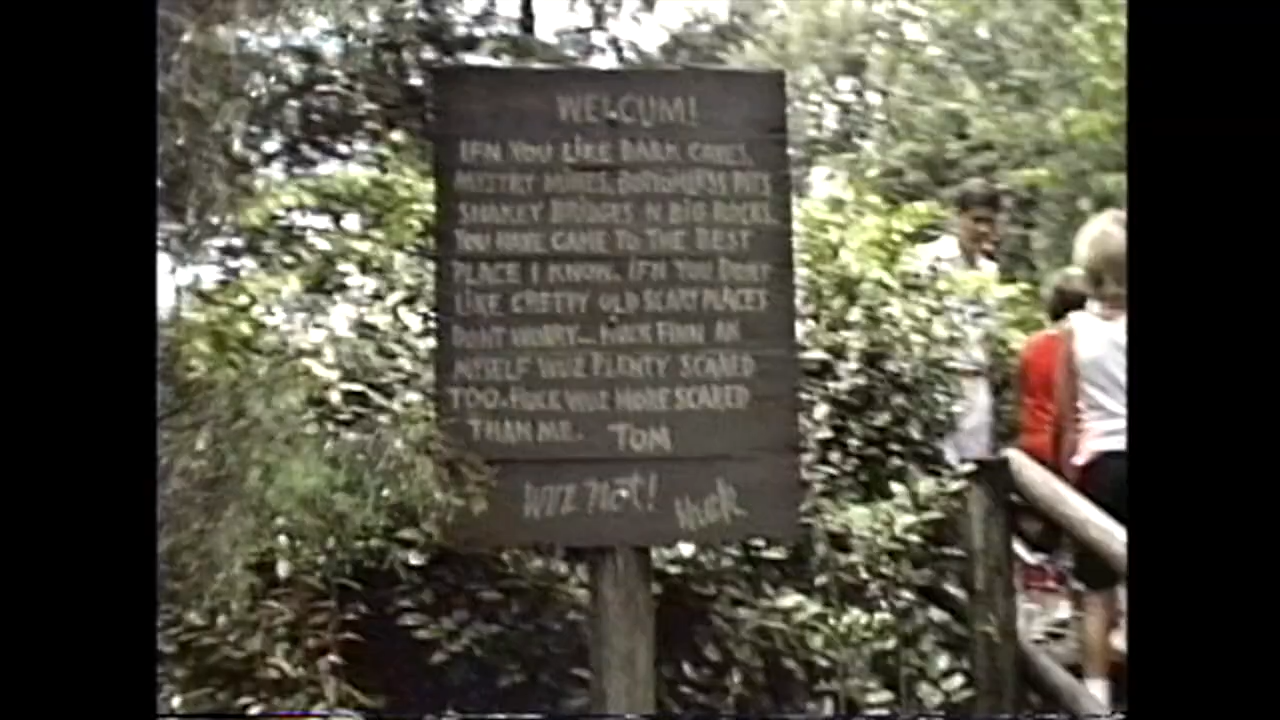 WELCUM!
IFN YOU LIKE DARK CAVES,
MISTRY MINES, BOTTOMLESS PITS
SHAKEY BRIDGES 'N BIG ROCKS,
YOU HAVE CAME TO THE BEST
PLACE I KNOW. IFN YOU DON'T
LIKE CREEPY OLD SCARY PLACES
DON'T WORRY— HUCK FINN AN
MYSELF WUZ PLENTY SCARED
TOO. HUCK WUZ MORE SCARED
THAN ME. TOM
WUZ Not! Huck